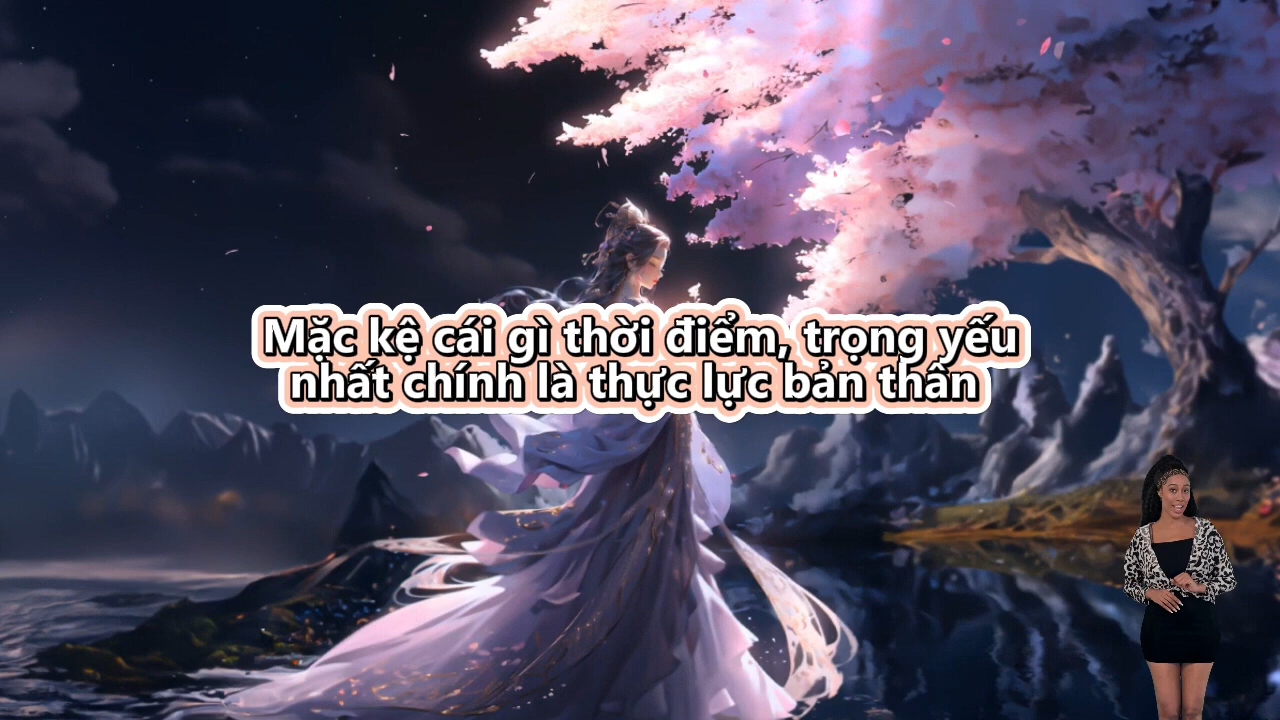 Mặc kệ cái gì thời điểm, trọng yếu
nhất chính là thực lực bản thân